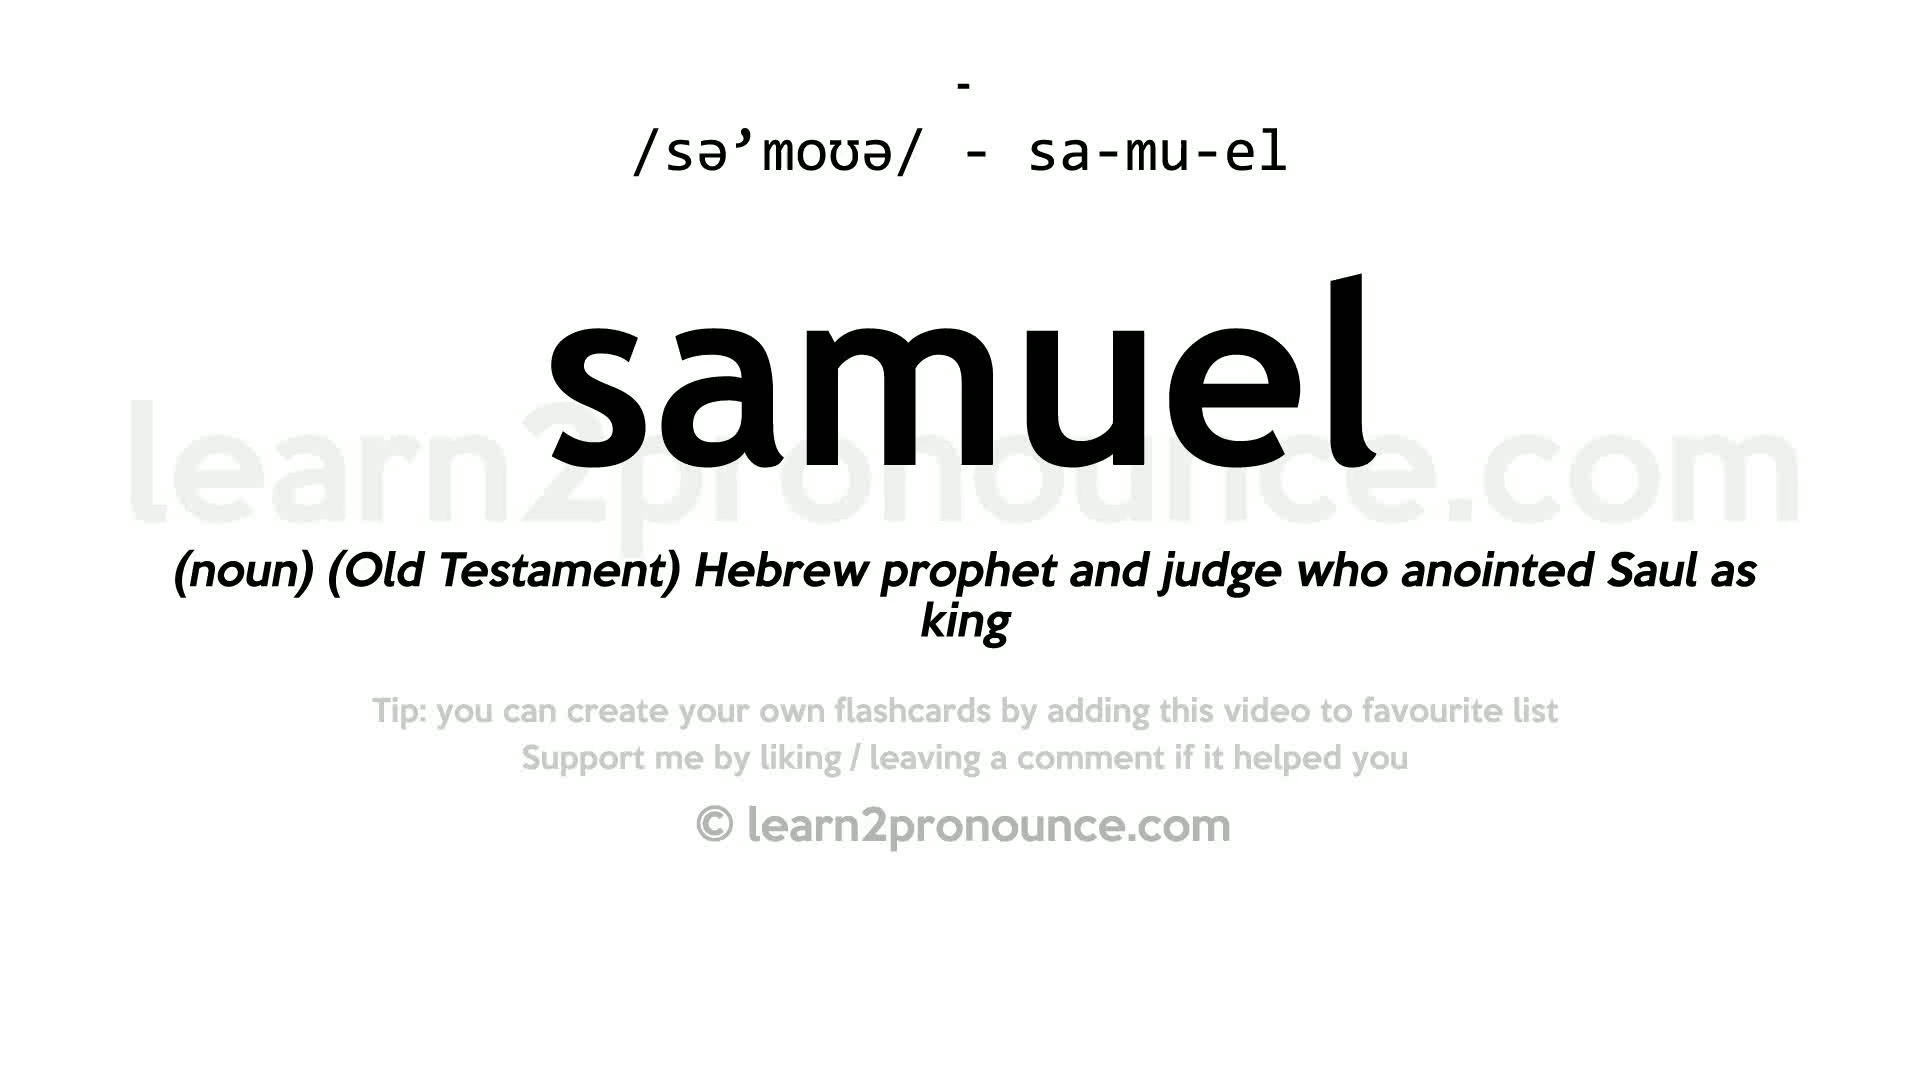 -
/sə’moʊə/ - sa-mu-el
samuel
learn2pronounce.com
(noun) (Old Testament) Hebrew prophet and judge who anointed Saul as
king
Tip: you can create your own flashcards by adding this video to favourite list
Support me by liking / leaving a comment if it helped you
© learn2pronounce.com